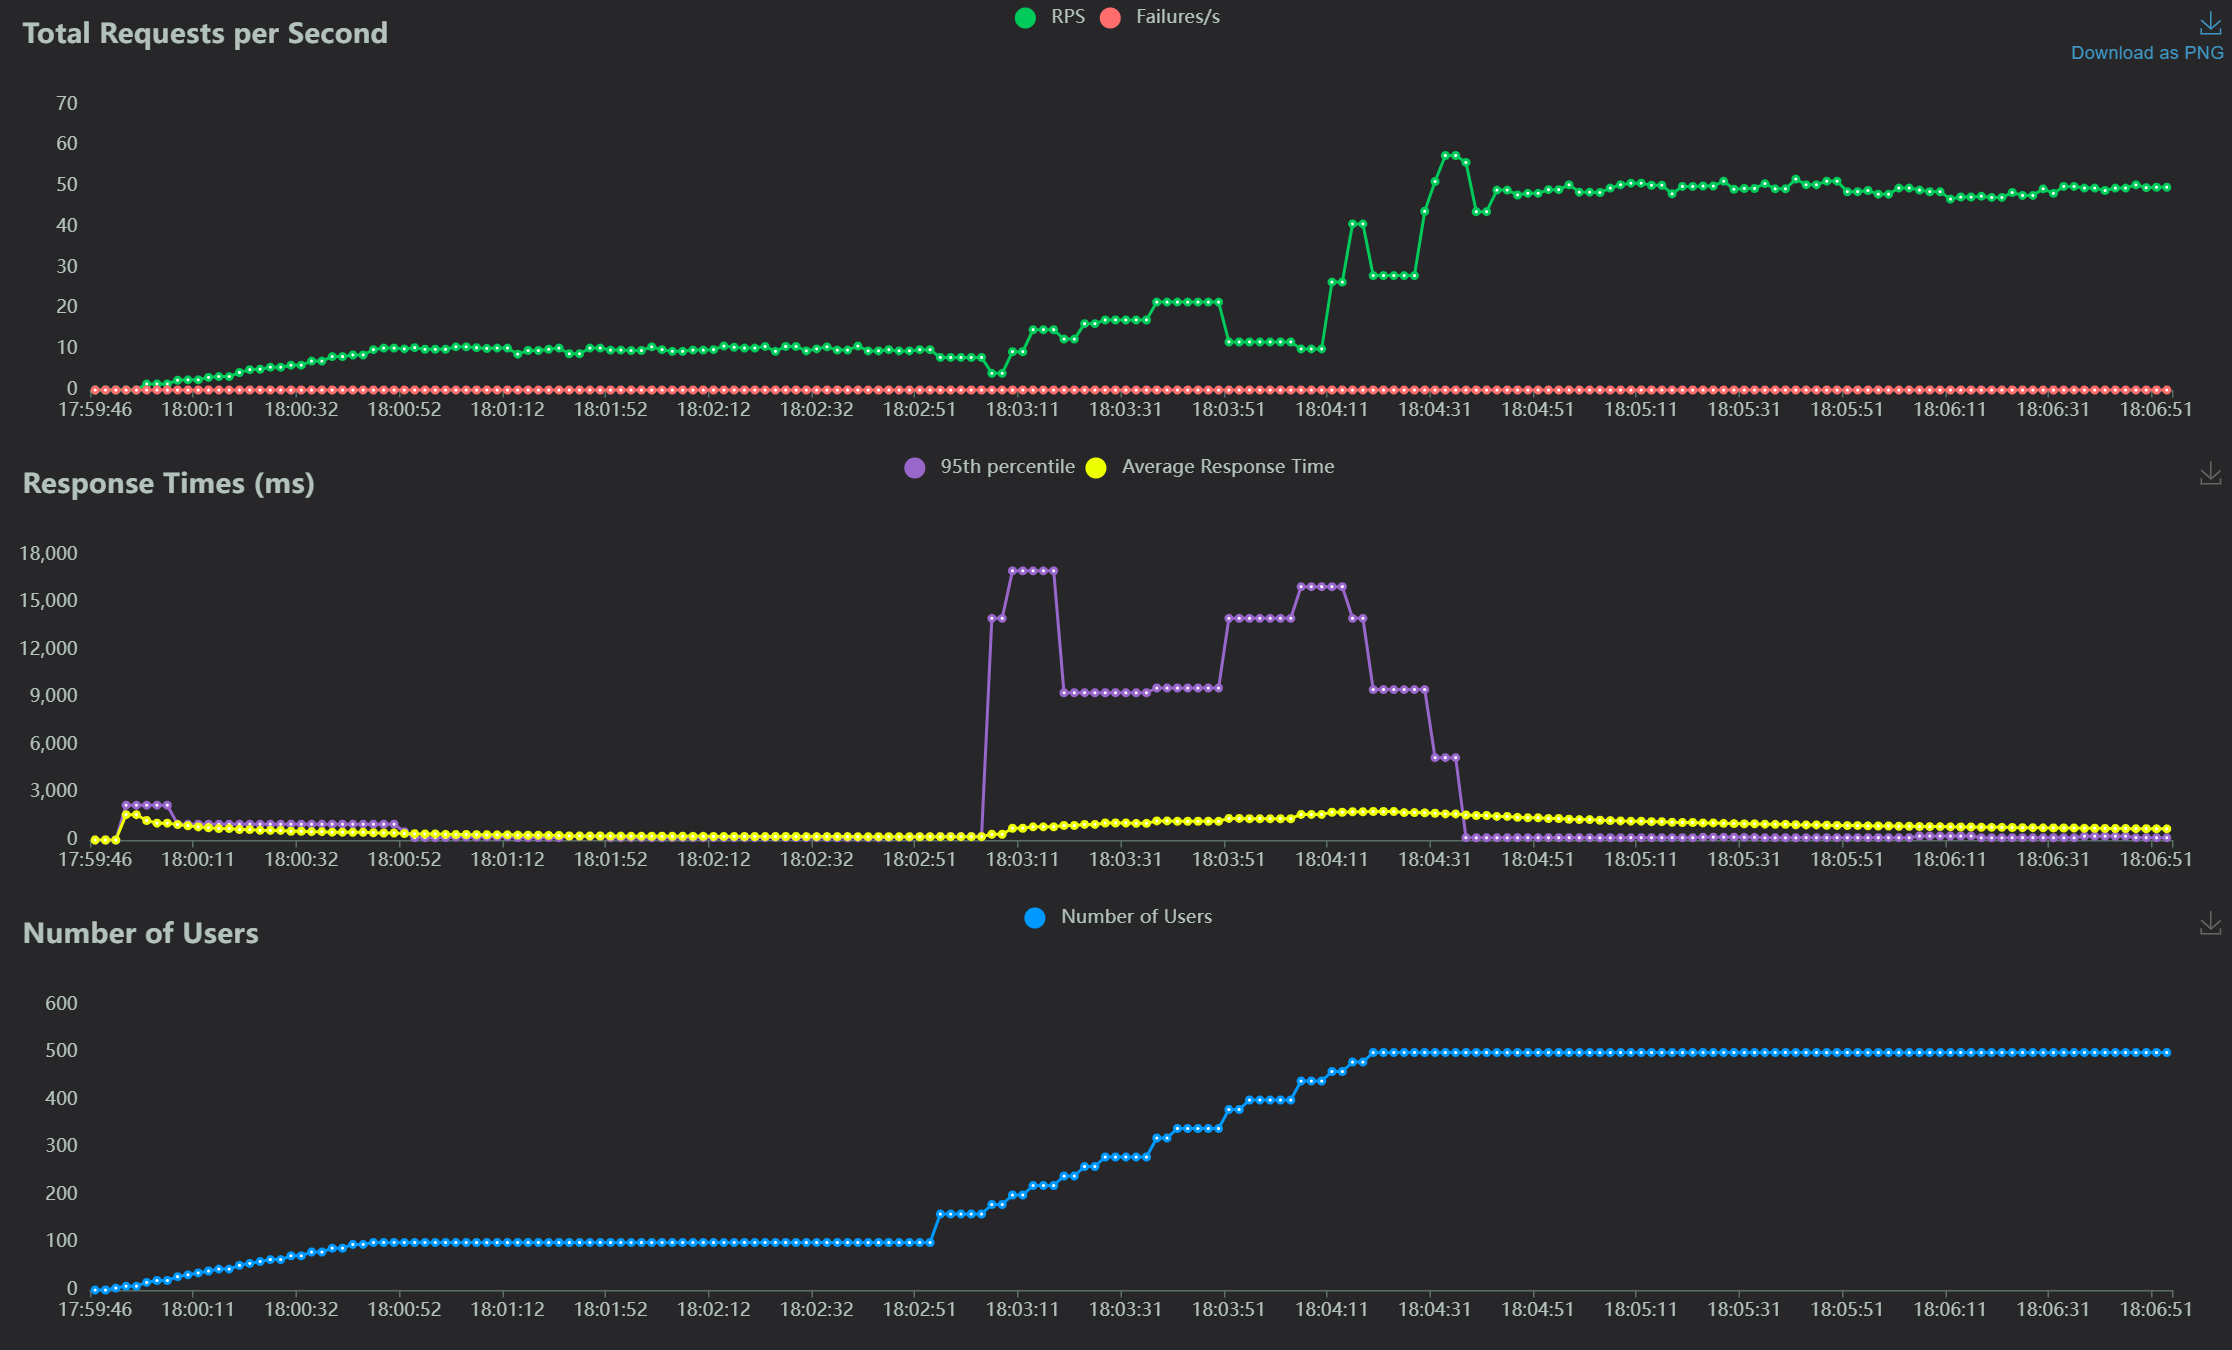 Total Requests per Second
RPS Failures/s
Download as PNG
70
60
50
40
30
20
10
0
17:59:46 18:00:11 18:00:32 18:00:52 18:01:12 18:01:52 18:02:12 18:02:32 18:02:51 18:03:11 18:03:31 18:03:51 18:04:11 18:04:31 18:04:51 18:05:11 18:05:31 18:05:51 18:06:11 18:06:31 18:06:51
Response Times (ms)
95th percentile Average Response Time
18,000
15,000
12,000
9,000
6,000
3,000
0
17:59:46 18:00:11 18:00:32 18:00:52 18:01:12 18:01:52 18:02:12 18:02:32 18:02:51 18:03:11 18:03:31 18:03:51 18:04:11 18:04:31 18:04:51 18:05:11 18:05:31 18:05:51 18:06:11 18:06:31 18:06:51
Number of Users
Number of Users
600
500
400
300
200
100
0
17:59:46 18:00:11 18:00:32 18:00:52 18:01:12 18:01:52 18:02:12 18:02:32 18:02:51 18:03:11 18:03:31 18:03:51 18:04:11 18:04:31 18:04:51 18:05:11 18:05:31 18:05:51 18:06:11 18:06:31 18:06:51